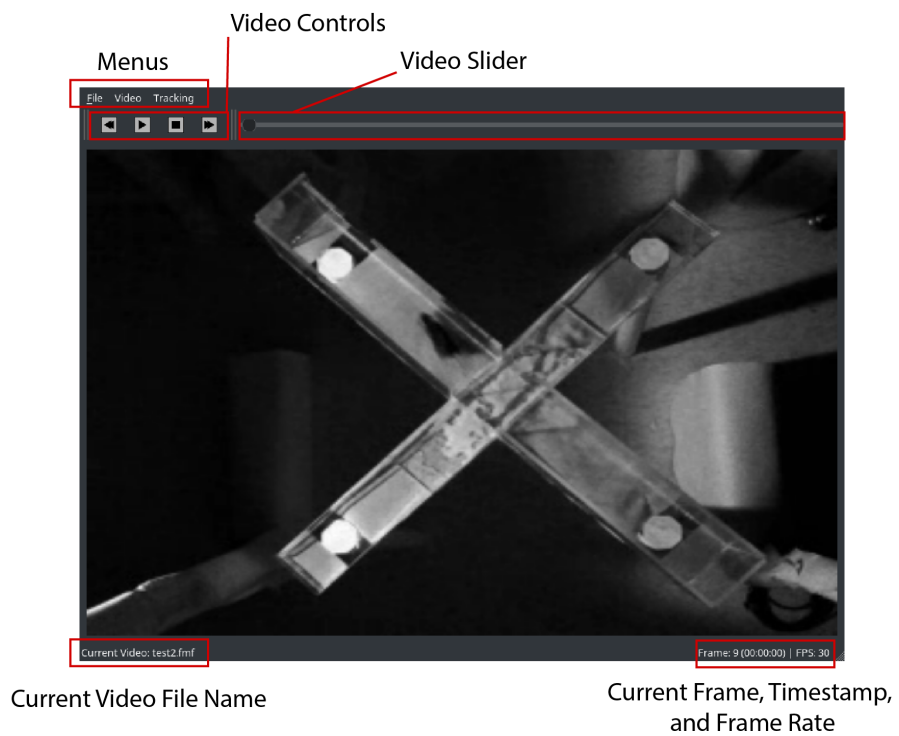 Video Controls
Menus
Video Slider
File Video Tracking
Current Video: test2.fmf
Frame: 9 (00:00:00) | FPS: 30
Current Video File Name
Current Frame, Timestamp,
and Frame Rate